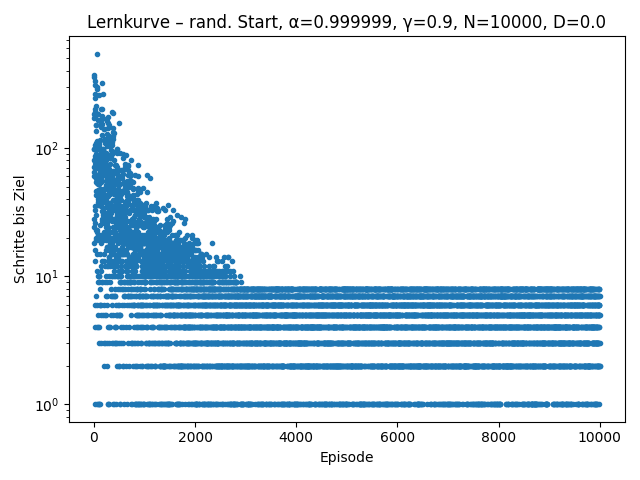 Lernkurve – rand. Start, α=0.999999, γ=0.9, N=10000, D=0.0
Schritte bis Ziel
10²
10¹
10⁰
0 2000 4000 6000 8000 10000
Episode